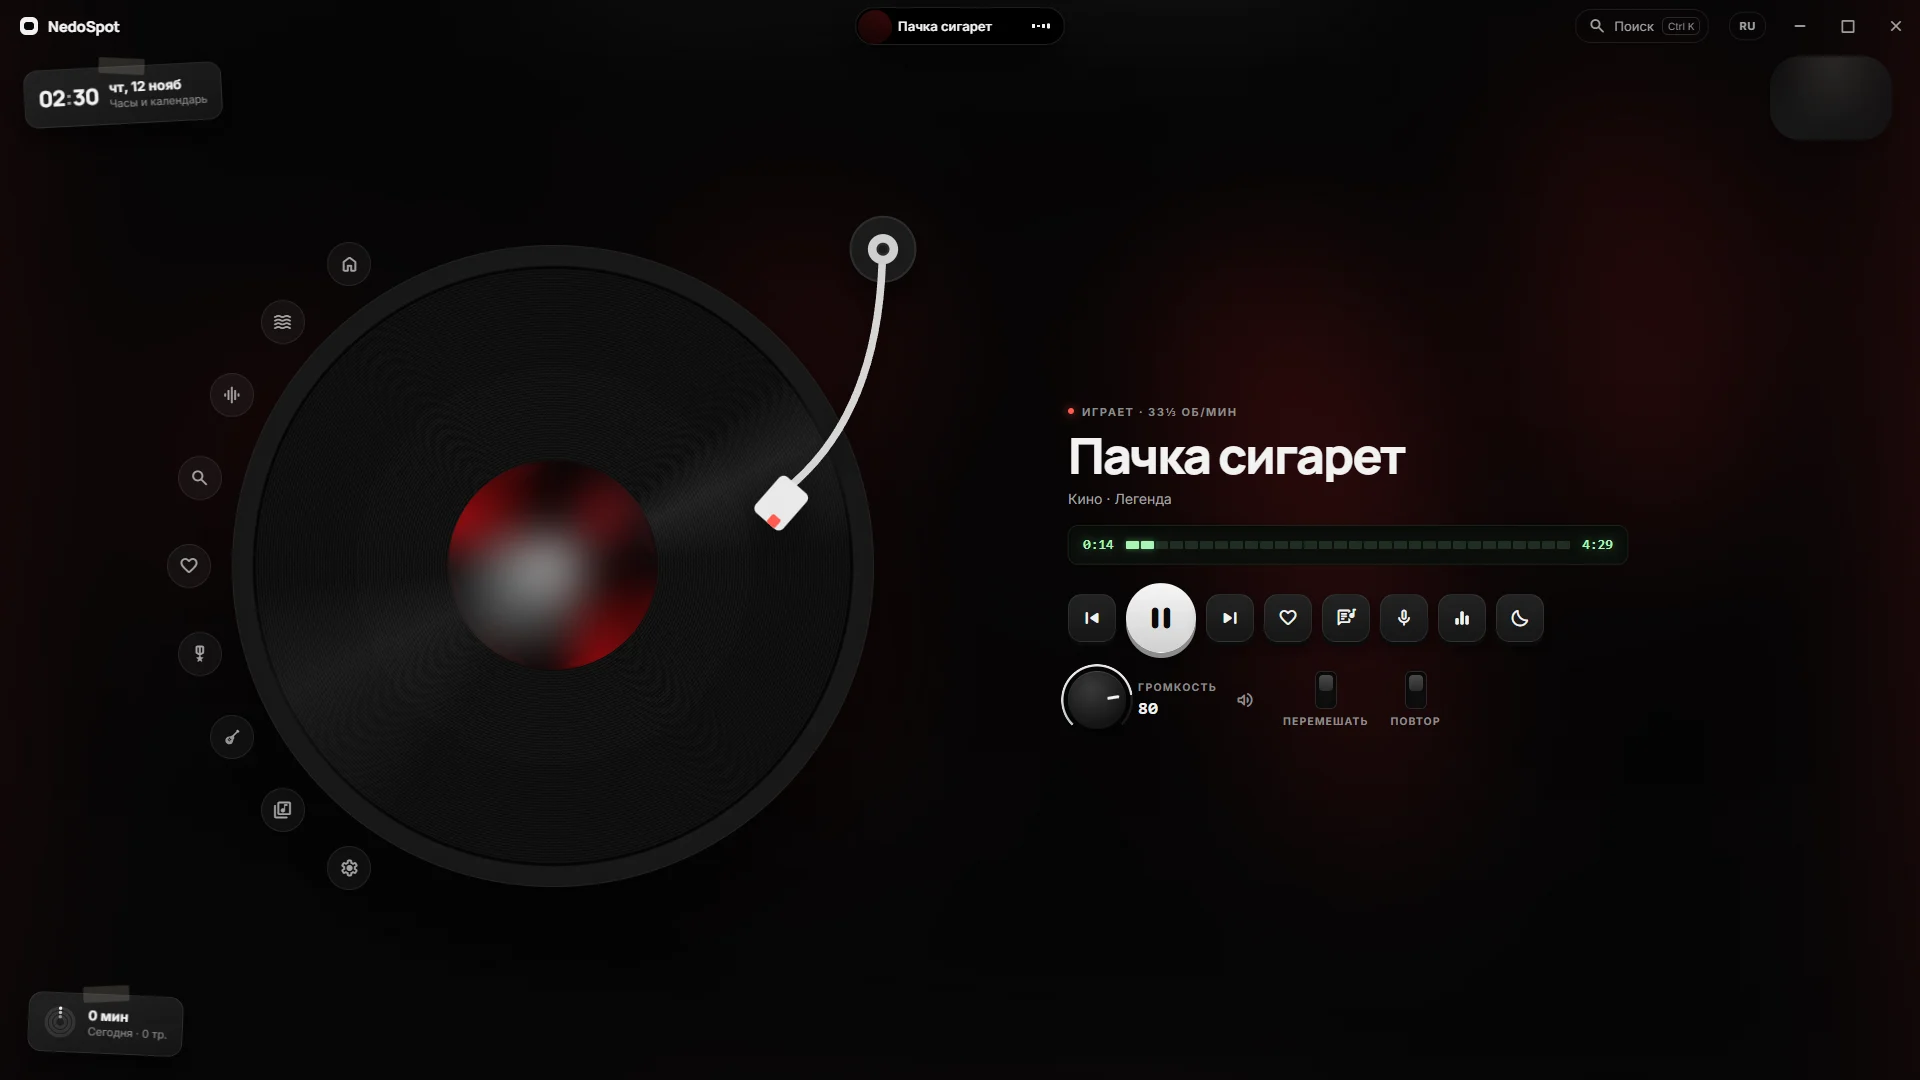 NedoSpot
Пачка сигарет
Поиск Ctrl K
RU
02:30
чт, 12 нояб
Часы и календарь
ИГРАЕТ · 33⅓ ОБ/МИН
Пачка сигарет
Кино · Легенда
0:14
4:29
ГРОМКОСТЬ
80
ПЕРЕМЕШАТЬ
ПОВТОР
0 мин
Сегодня · 0 тр.